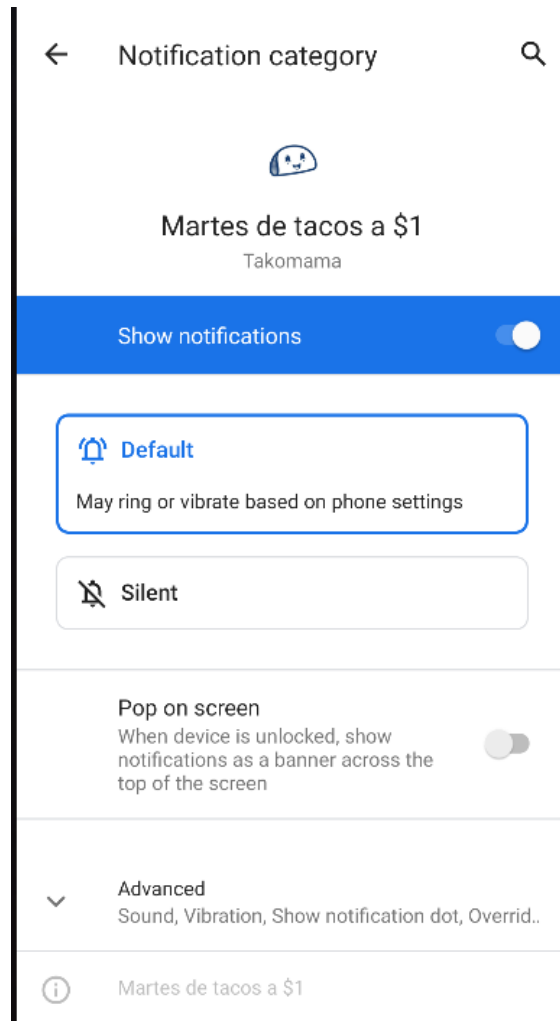 Notification category
Martes de tacos a $1
Takomama
Show notifications
Default
May ring or vibrate based on phone settings
Silent
Pop on screen
When device is unlocked, show
notifications as a banner across the
top of the screen
Advanced
Sound, Vibration, Show notification dot, Overrid..
Martes de tacos a $1